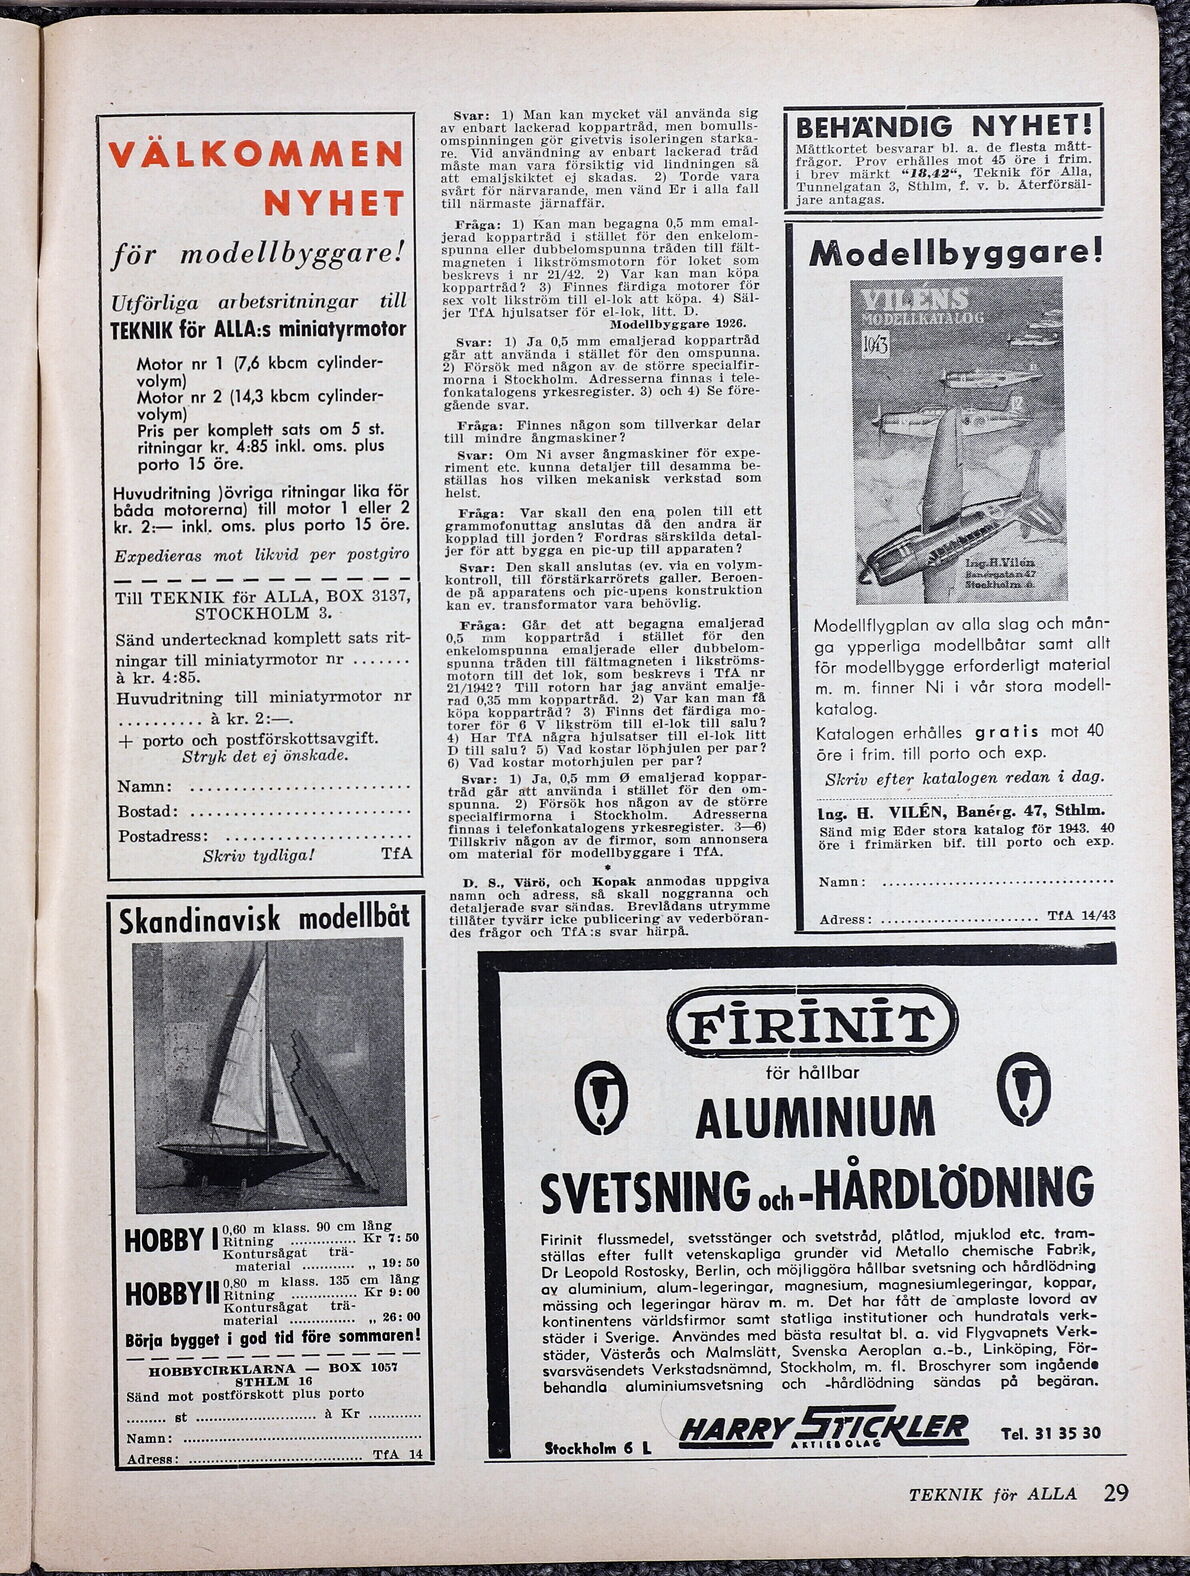 VÄLKOMMEN
NYHET
för modellbyggare!
Utförliga arbetsritningar till
TEKNIK för ALLA:s miniatyrmotor
Motor nr 1 (7,6 kbcm cylinder-
volym)
Motor nr 2 (14,3 kbcm cylinder-
volym)
Pris per komplett sats om 5 st.
ritningar kr. 4:85 inkl. oms. plus
porto 15 öre.
Huvudritning )övriga ritningar lika för
båda motorerna) till motor 1 eller 2
kr. 2:— inkl. oms. plus porto 15 öre.
Expedieras mot likvid per postgiro
Till TEKNIK för ALLA, BOX 3137,
STOCKHOLM 3.
Sänd undertecknad komplett sats rit-
ningar till miniatyrmotor nr .......
à kr. 4:85.
Huvudritning till miniatyrmotor nr
.......... à kr. 2:—.
+ porto och postförskottsavgift.
Stryk det ej önskade.
Namn: ...........................
Bostad: ...........................
Postadress: .......................
Skriv tydliga! TfA
Skandinavisk modellbåt
HOBBY I 0,60 m klass. 90 cm lång
Ritning ............... Kr 7:50
Kontursågat trä-
material ............ „ 19:50
HOBBY II 0,80 m klass. 135 cm lång
Ritning ............... Kr 9:00
Kontursågat trä-
material ............... „ 26:00
Börja bygget i god tid före sommaren!
HOBBYCIRKLARNA — BOX 1057
STHLM 16
Sänd mot postförskott plus porto
......... st ........................... à Kr ............
Namn: ......................................................
Adress: ....................................... TfA 14
Svar: 1) Man kan mycket väl använda sig
av enbart lackerad koppartråd, men bomulls-
omspinningen gör givetvis isoleringen starka-
re. Vid användning av enbart lackerad tråd
måste man vara försiktig vid lindningen så
att emaljskiktet ej skadas. 2) Torde vara
svårt för närvarande, men vänd Er i alla fall
till närmaste järnaffär.
Fråga: 1) Kan man begagna 0,5 mm emal-
jerad koppartråd i stället för den enkelom-
spunna eller dubbelomspunna tråden till fält-
magneten i likströmsmotorn för loket som
beskrevs i nr 21/42. 2) Var kan man köpa
koppartråd? 3) Finnes färdiga motorer för
sex volt likström till el-lok att köpa. 4) Säl-
jer TfA hjulsatser för el-lok, litt. D.
Modellbyggare 1926.
Svar: 1) Ja 0,5 mm emaljerad koppartråd
går att använda i stället för den omspunna.
2) Försök med någon av de större specialfir-
morna i Stockholm. Adresserna finnas i tele-
fonkatalogens yrkesregister. 3) och 4) Se före-
gående svar.
Fråga: Finnes någon som tillverkar delar
till mindre ångmaskiner?
Svar: Om Ni avser ångmaskiner för expe-
riment etc. kunna detaljer till desamma be-
ställas hos vilken mekanisk verkstad som
helst.
Fråga: Var skall den ena polen till ett
grammofonuttag anslutas då den andra är
kopplad till jorden? Fordras särskilda detal-
jer för att bygga en pic-up till apparaten?
Svar: Den skall anslutas (ev. via en volym-
kontroll, till förstärkarrörets galler. Beroen-
de på apparatens och pic-upens konstruktion
kan ev. transformator vara behövlig.
Fråga: Går det att begagna emaljerad
0,5 mm koppartråd i stället för den
enkelomspunna emaljerade eller dubbelom-
spunna tråden till fältmagneten i likströms-
motorn till det lok, som beskrevs i TfA nr
21/1942? Till rotorn har jag använt emalje-
rad 0,35 mm koppartråd. 2) Var kan man få
köpa koppartråd? 3) Finns det färdiga mo-
torer för 6 V likström till el-lok till salu?
4) Har TfA några hjulsatser till el-lok litt
D till salu? 5) Vad kostar löphjulen per par?
6) Vad kostar motorhjulen per par?
Svar: 1) Ja, 0,5 mm Ø emaljerad koppar-
tråd går att använda i stället för den om-
spunna. 2) Försök hos någon av de större
specialfirmorna i Stockholm. Adresserna
finnas i telefonkatalogens yrkesregister. 3—6)
Tillskriv någon av de firmor, som annonsera
om material för modellbyggare i TfA.
*
D. S., Värö, och Kopak anmodas uppgiva
namn och adress, så skall noggranna och
detaljerade svar sändas. Brevlådans utrymme
tillåter tyvärr icke publicering av vederböran-
des frågor och TfA:s svar härpå.
BEHÄNDIG NYHET!
Måttkortet besvarar bl. a. de flesta mått-
frågor. Prov erhålles mot 45 öre i frim.
i brev märkt “18,42“, Teknik för Alla,
Tunnelgatan 3, Sthlm, f. v. b. Återförsäl-
jare antagas.
Modellbyggare!
VILÉNS
MODELLKATALOG
1943
Ing. H. Vilén
Banérgatan 47
Stockholm ö.
Modellflygplan av alla slag och mån-
ga ypperliga modellbåtar samt allt
för modellbygge erforderligt material
m. m. finner Ni i vår stora modell-
katalog.
Katalogen erhålles gratis mot 40
öre i frim. till porto och exp.
Skriv efter katalogen redan i dag.
Ing. H. VILÉN, Banérg. 47, Sthlm.
Sänd mig Eder stora katalog för 1943. 40
öre i frimärken bif. till porto och exp.
Namn: ...................................
Adress: ........................ TfA 14/43
FIRINIT
för hållbar
ALUMINIUM
SVETSNING och -HÅRDLÖDNING
Firinit flussmedel, svetsstänger och svetstråd, plåtlod, mjuklod etc. fram-
ställas efter fullt vetenskapliga grunder vid Metallo chemische Fabrik,
Dr Leopold Rostosky, Berlin, och möjliggöra hållbar svetsning och hårdlödning
av aluminium, alum-legeringar, magnesium, magnesiumlegeringar, koppar,
mässing och legeringar härav m. m. Det har fått de amplaste lovord av
kontinentens världsfirmor samt statliga institutioner och hundratals verk-
städer i Sverige. Användes med bästa resultat bl. a. vid Flygvapnets Verk-
städer, Västerås och Malmslätt, Svenska Aeroplan a.-b., Linköping, För-
svarsväsendets Verkstadsnämnd, Stockholm, m. fl. Broschyrer som ingående
behandla aluminiumsvetsning och -hårdlödning sändas på begäran.
Stockholm 6 L HARRY STICKLER Tel. 31 35 30
AKTIEBOLAG
TEKNIK för ALLA 29